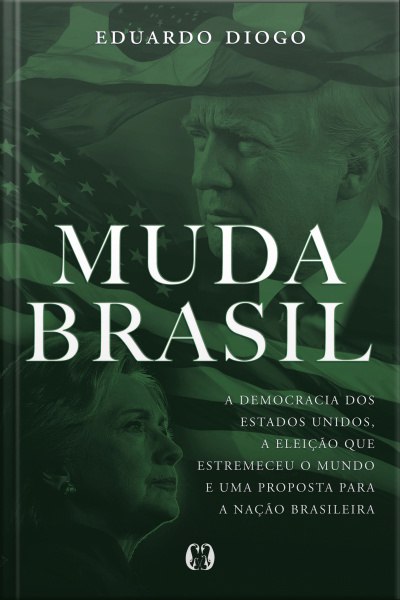 EDUARDO DIOGO
MUDA
BRASIL
A DEMOCRACIA DOS
ESTADOS UNIDOS,
A ELEIÇÃO QUE
ESTREMECEU O MUNDO
E UMA PROPOSTA PARA
A NAÇÃO BRASILEIRA